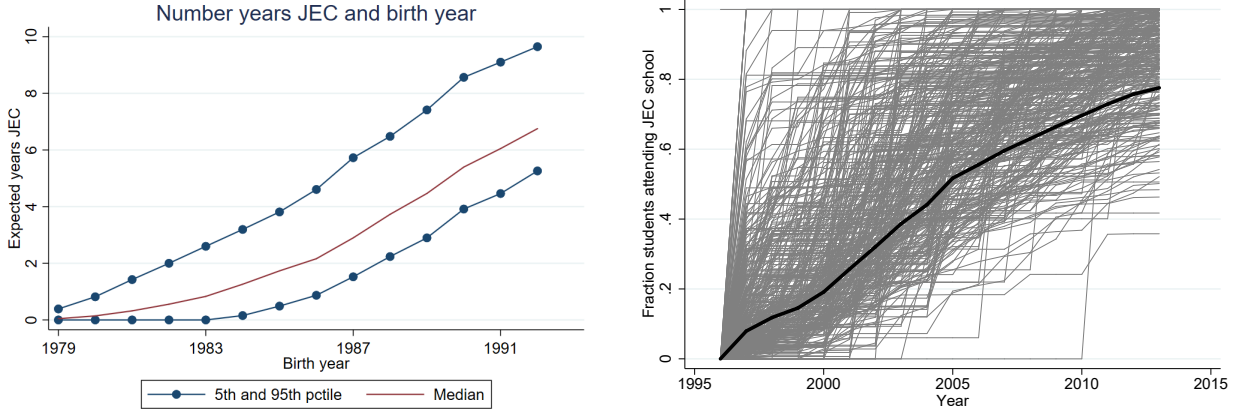 Number years JEC and birth year
Expected years JEC
10
8
6
4
2
0
1979 1983 1987 1991
Birth year
5th and 95th pctile Median
Fraction students attending JEC school
1
.8
.6
.4
.2
0
1995 2000 2005 2010 2015
Year